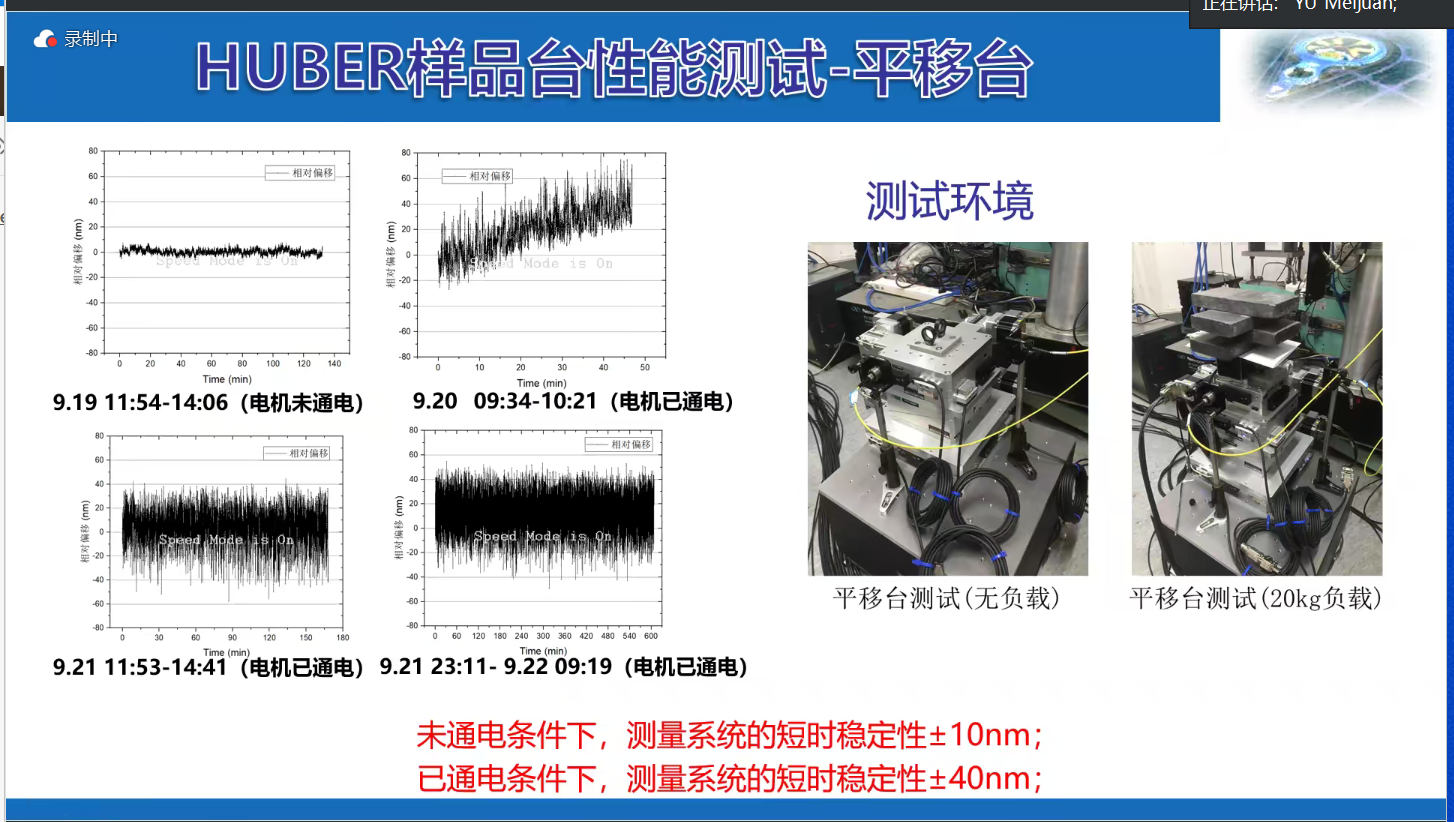 正在讲话： YU Meijuan;
录制中
HUBER样品台性能测试-平移台
80
60
40
20
0
-20
-40
-60
-80
相对偏移 (nm)
相对偏移
Speed Mode is On
0 20 40 60 80 100 120 140
Time (min)
9.19 11:54-14:06（电机未通电）
80
60
40
20
0
-20
-40
-60
-80
相对偏移 (nm)
相对偏移
Speed Mode is On
0 10 20 30 40 50
Time (min)
9.20 09:34-10:21（电机已通电）
80
60
40
20
0
-20
-40
-60
-80
相对偏移 (nm)
相对偏移
Speed Mode is On
0 30 60 90 120 150 180
Time (min)
9.21 11:53-14:41（电机已通电）
80
60
40
20
0
-20
-40
-60
-80
相对偏移 (nm)
相对偏移
Speed Mode is On
0 60 120 180 240 300 360 420 480 540 600
Time (min)
9.21 23:11- 9.22 09:19（电机已通电）
测试环境
平移台测试(无负载)
平移台测试(20kg负载)
未通电条件下，测量系统的短时稳定性±10nm；
已通电条件下，测量系统的短时稳定性±40nm；